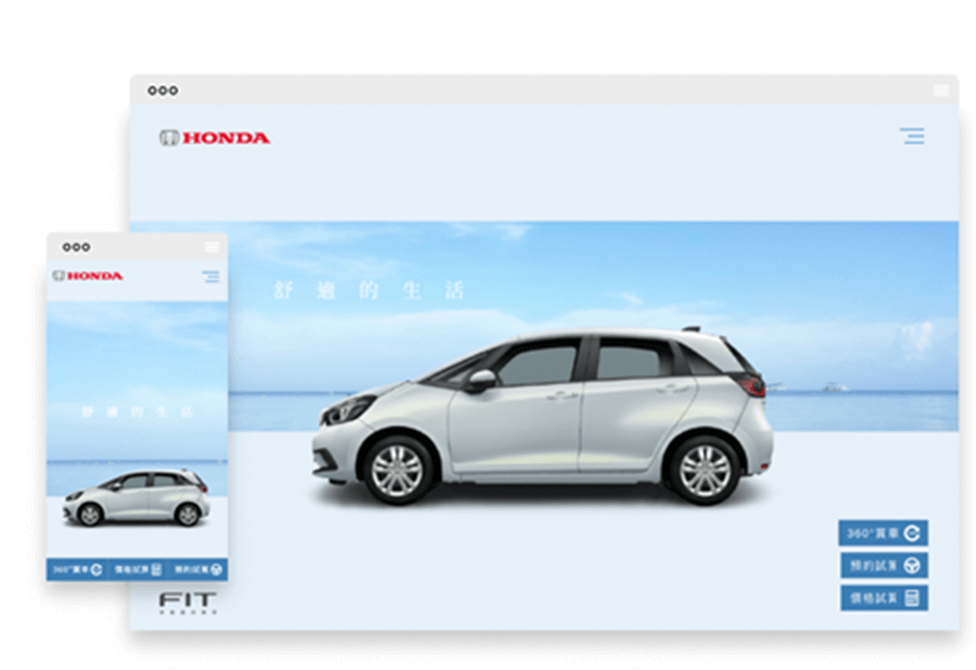 HONDA
舒適的生活
360°賞車
預約試駕
價格試算
FIT
HONDA
舒適的生活
360°賞車 價格試算 預約試駕